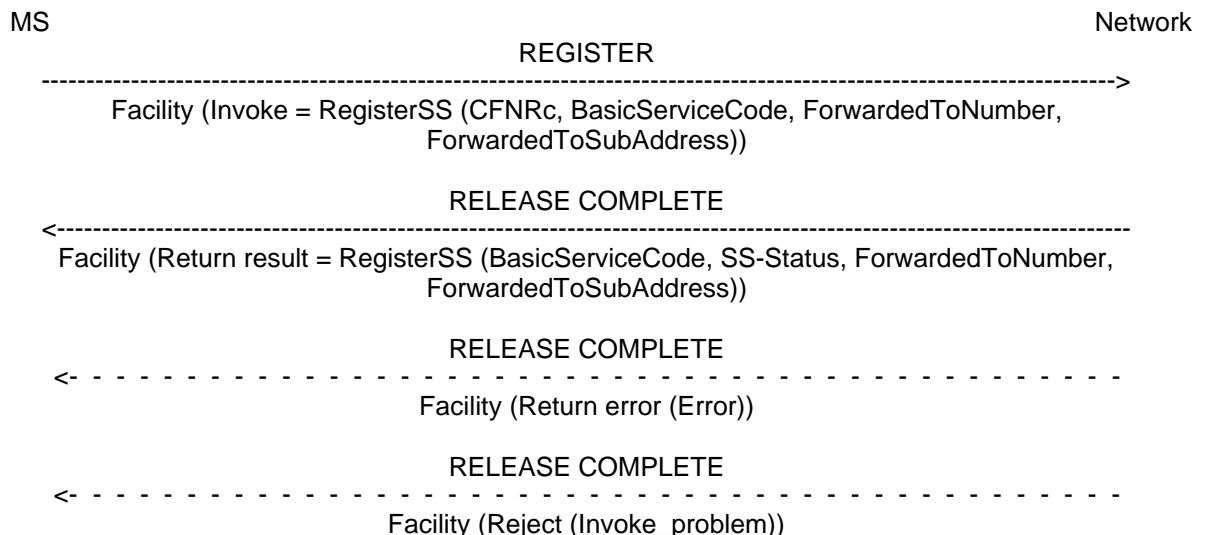 MS Network
REGISTER
------------------------------------------------------------------------------------------------------------------------>
Facility (Invoke = RegisterSS (CFNRc, BasicServiceCode, ForwardedToNumber,
ForwardedToSubAddress))
RELEASE COMPLETE
<------------------------------------------------------------------------------------------------------------------------
Facility (Return result = RegisterSS (BasicServiceCode, SS-Status, ForwardedToNumber,
ForwardedToSubAddress))
RELEASE COMPLETE
<- - - - - - - - - - - - - - - - - - - - - - - - - - - - - - - - - - - - - - - - - - - - -
Facility (Return error (Error))
RELEASE COMPLETE
<- - - - - - - - - - - - - - - - - - - - - - - - - - - - - - - - - - - - - - - - - - - - -
Facility (Reject (Invoke_problem))